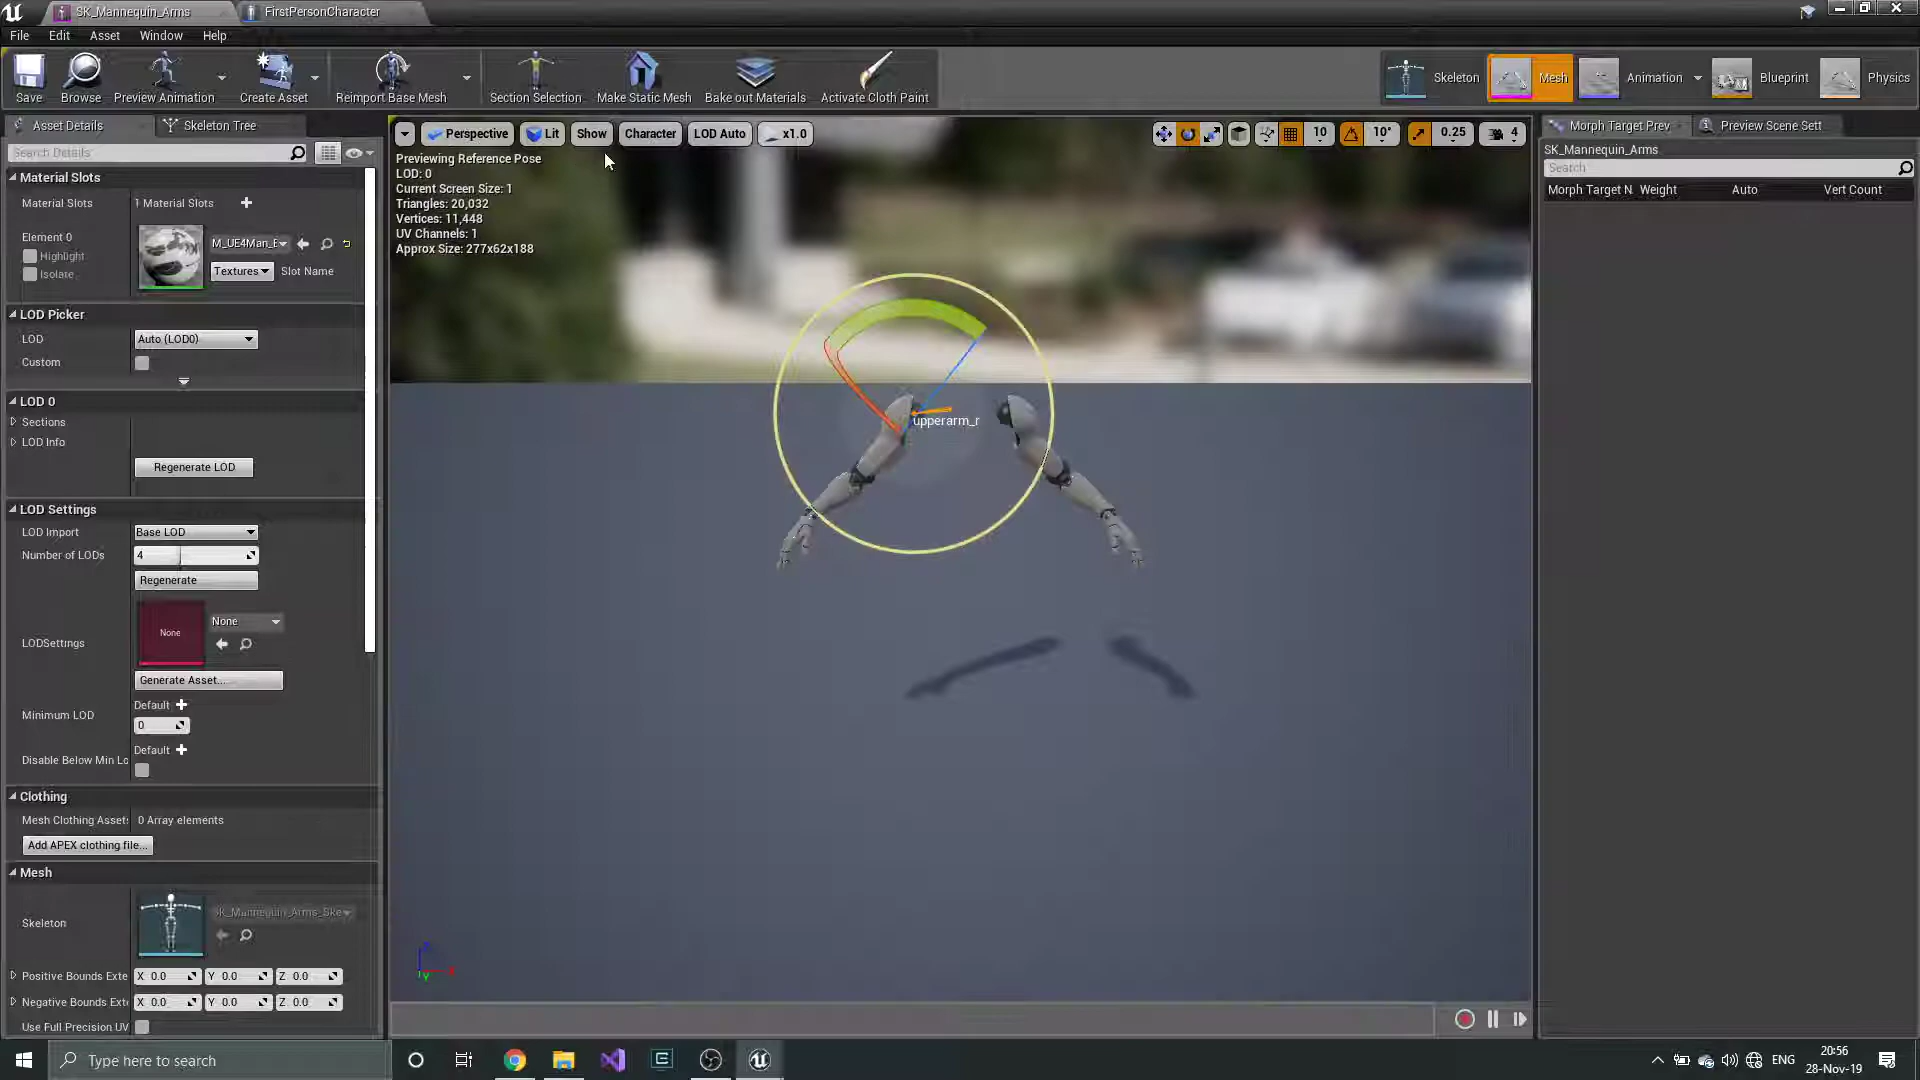 SK_Mannequin_Arms
FirstPersonCharacter
File Edit Asset Window Help
Save Browse Preview Animation Create Asset Reimport Base Mesh Section Selection Make Static Mesh Bake out Materials Activate Cloth Paint
Skeleton Mesh Animation Blueprint Physics
Asset Details Skeleton Tree
Search Details
Material Slots
Material Slots 1 Material Slots
Element 0
Highlight
Isolate
M_UE4Man_E
Textures Slot Name
LOD Picker
LOD Auto (LOD0)
Custom
LOD 0
Sections
LOD Info
Regenerate LOD
LOD Settings
LOD Import Base LOD
Number of LODs 4
Regenerate
LODSettings
None
None
Generate Asset...
Minimum LOD
Default
0
Default
Disable Below Min Lo
Clothing
Mesh Clothing Asset: 0 Array elements
Add APEX clothing file...
Mesh
Skeleton
SK_Mannequin_Arms_Ske
Positive Bounds Exte X 0.0 Y 0.0 Z 0.0
Negative Bounds Exte X 0.0 Y 0.0 Z 0.0
Use Full Precision UV
Perspective Lit Show Character LOD Auto x1.0
10 10° 0.25 4
Previewing Reference Pose
LOD: 0
Current Screen Size: 1
Triangles: 20,032
Vertices: 11,448
UV Channels: 1
Approx Size: 277x62x188
upperarm_r
Y
Morph Target Prev Preview Scene Sett
SK_Mannequin_Arms
Search
Morph Target N Weight Auto Vert Count
Type here to search
ENG
20:56
28-Nov-19